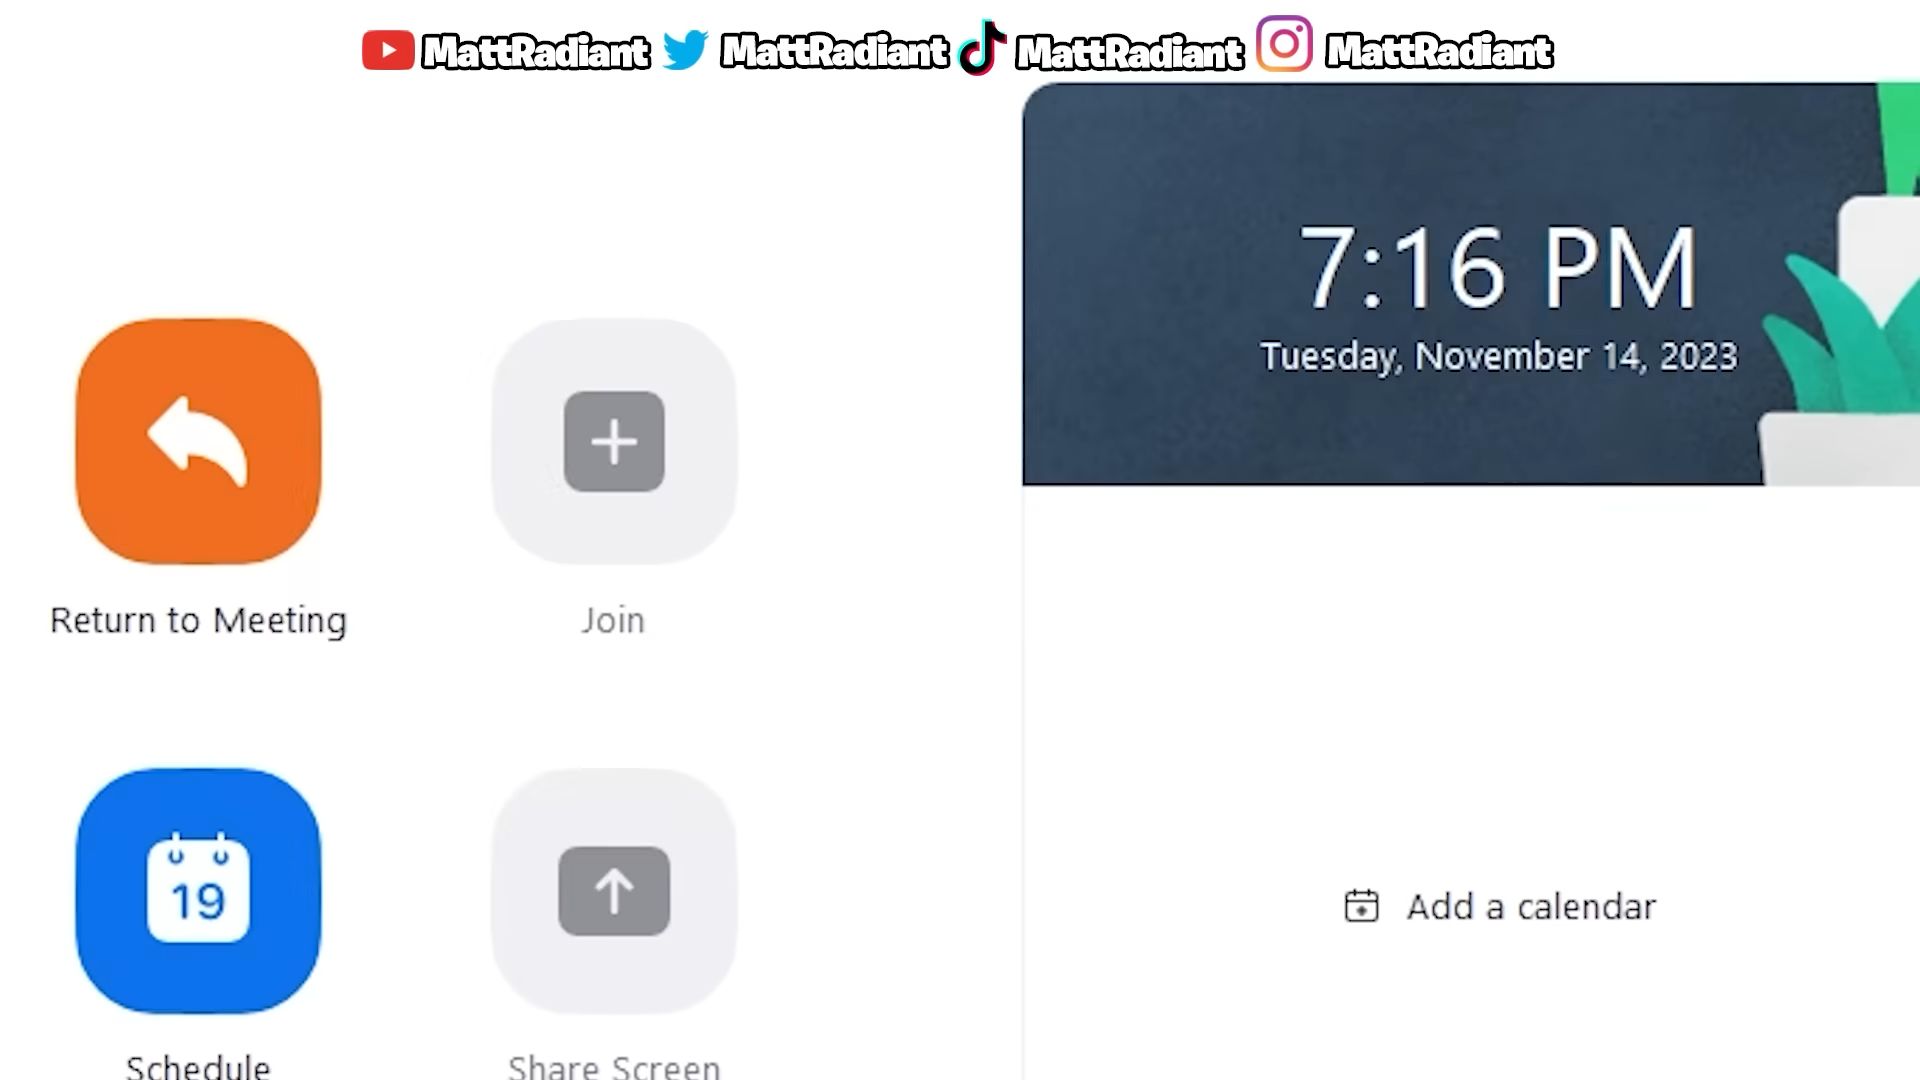 MattRadiant MattRadiant MattRadiant MattRadiant
7:16 PM
Tuesday, November 14, 2023
Return to Meeting
Join
19
Schedule
Share Screen
Add a calendar